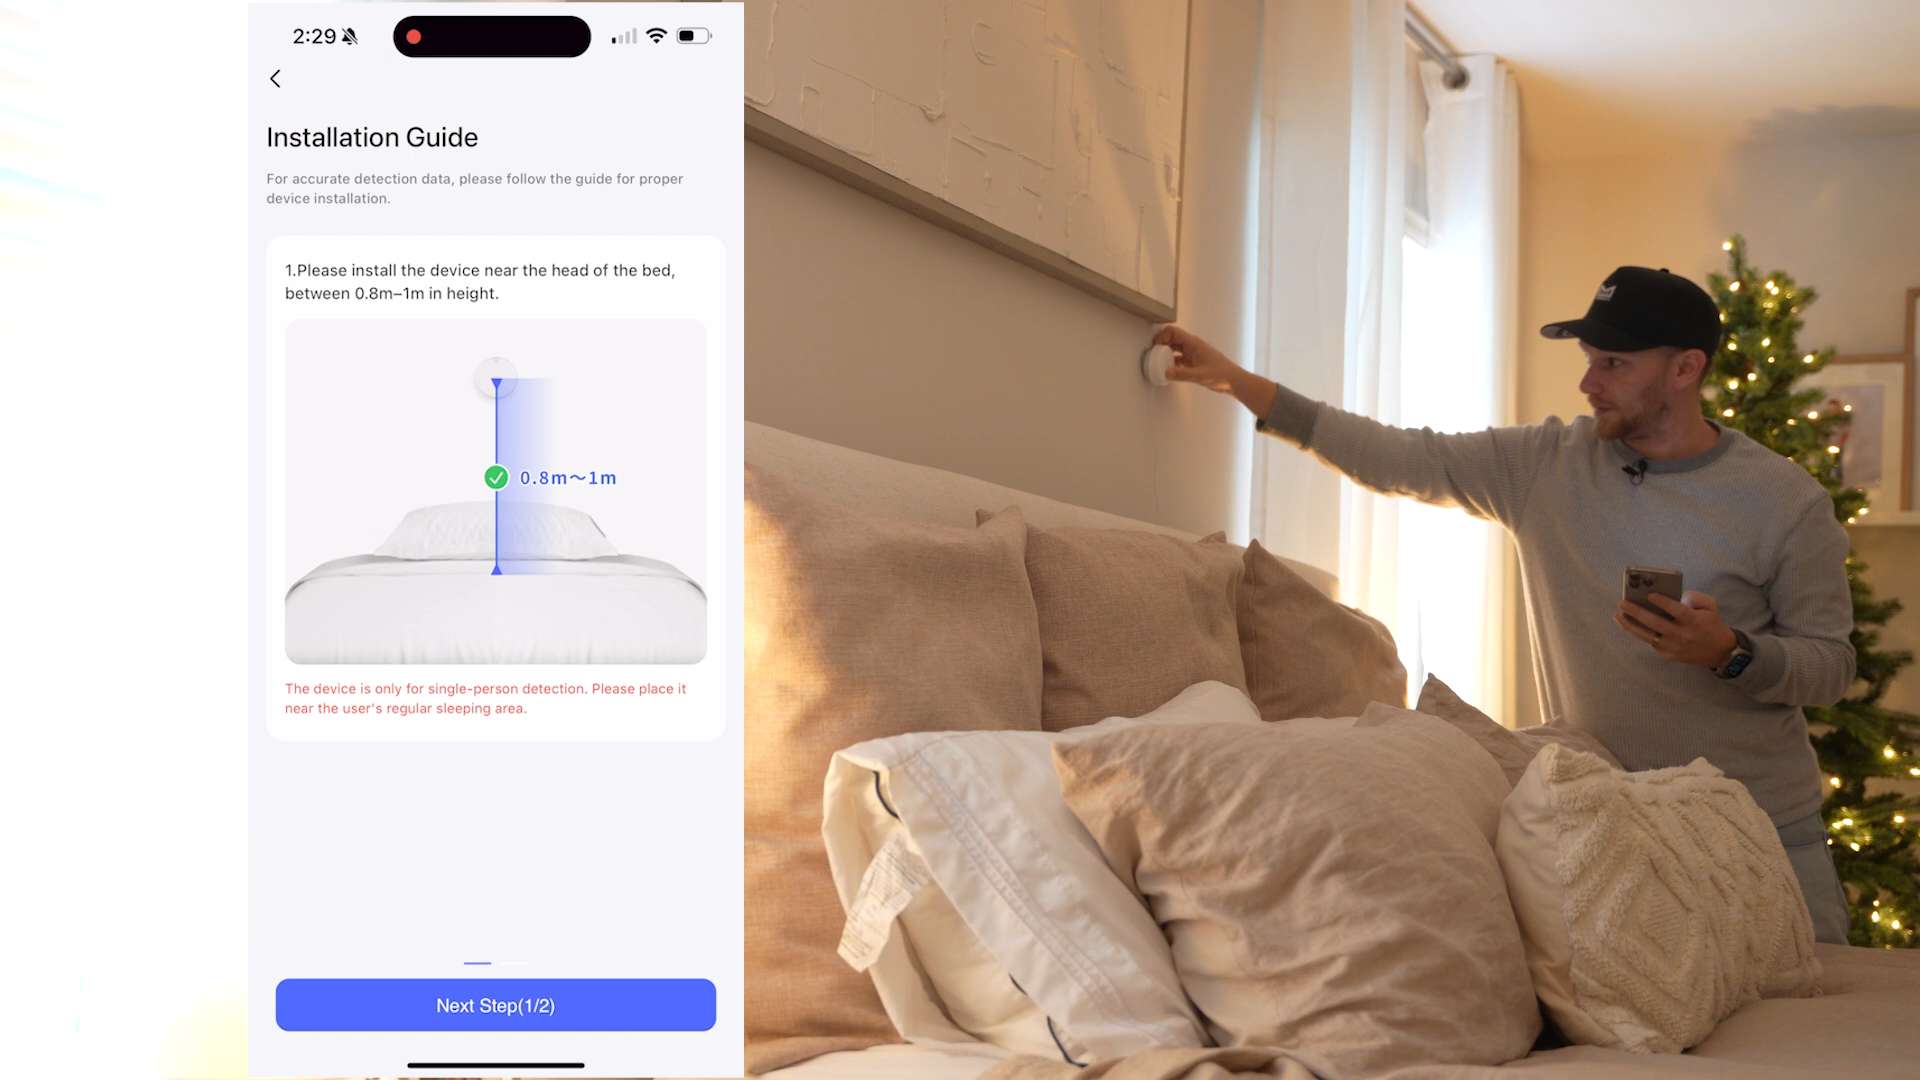 2:29
Installation Guide
For accurate detection data, please follow the guide for proper
device installation.
1.Please install the device near the head of the bed,
between 0.8m–1m in height.
0.8m～1m
The device is only for single-person detection. Please place it
near the user's regular sleeping area.
Next Step(1/2)